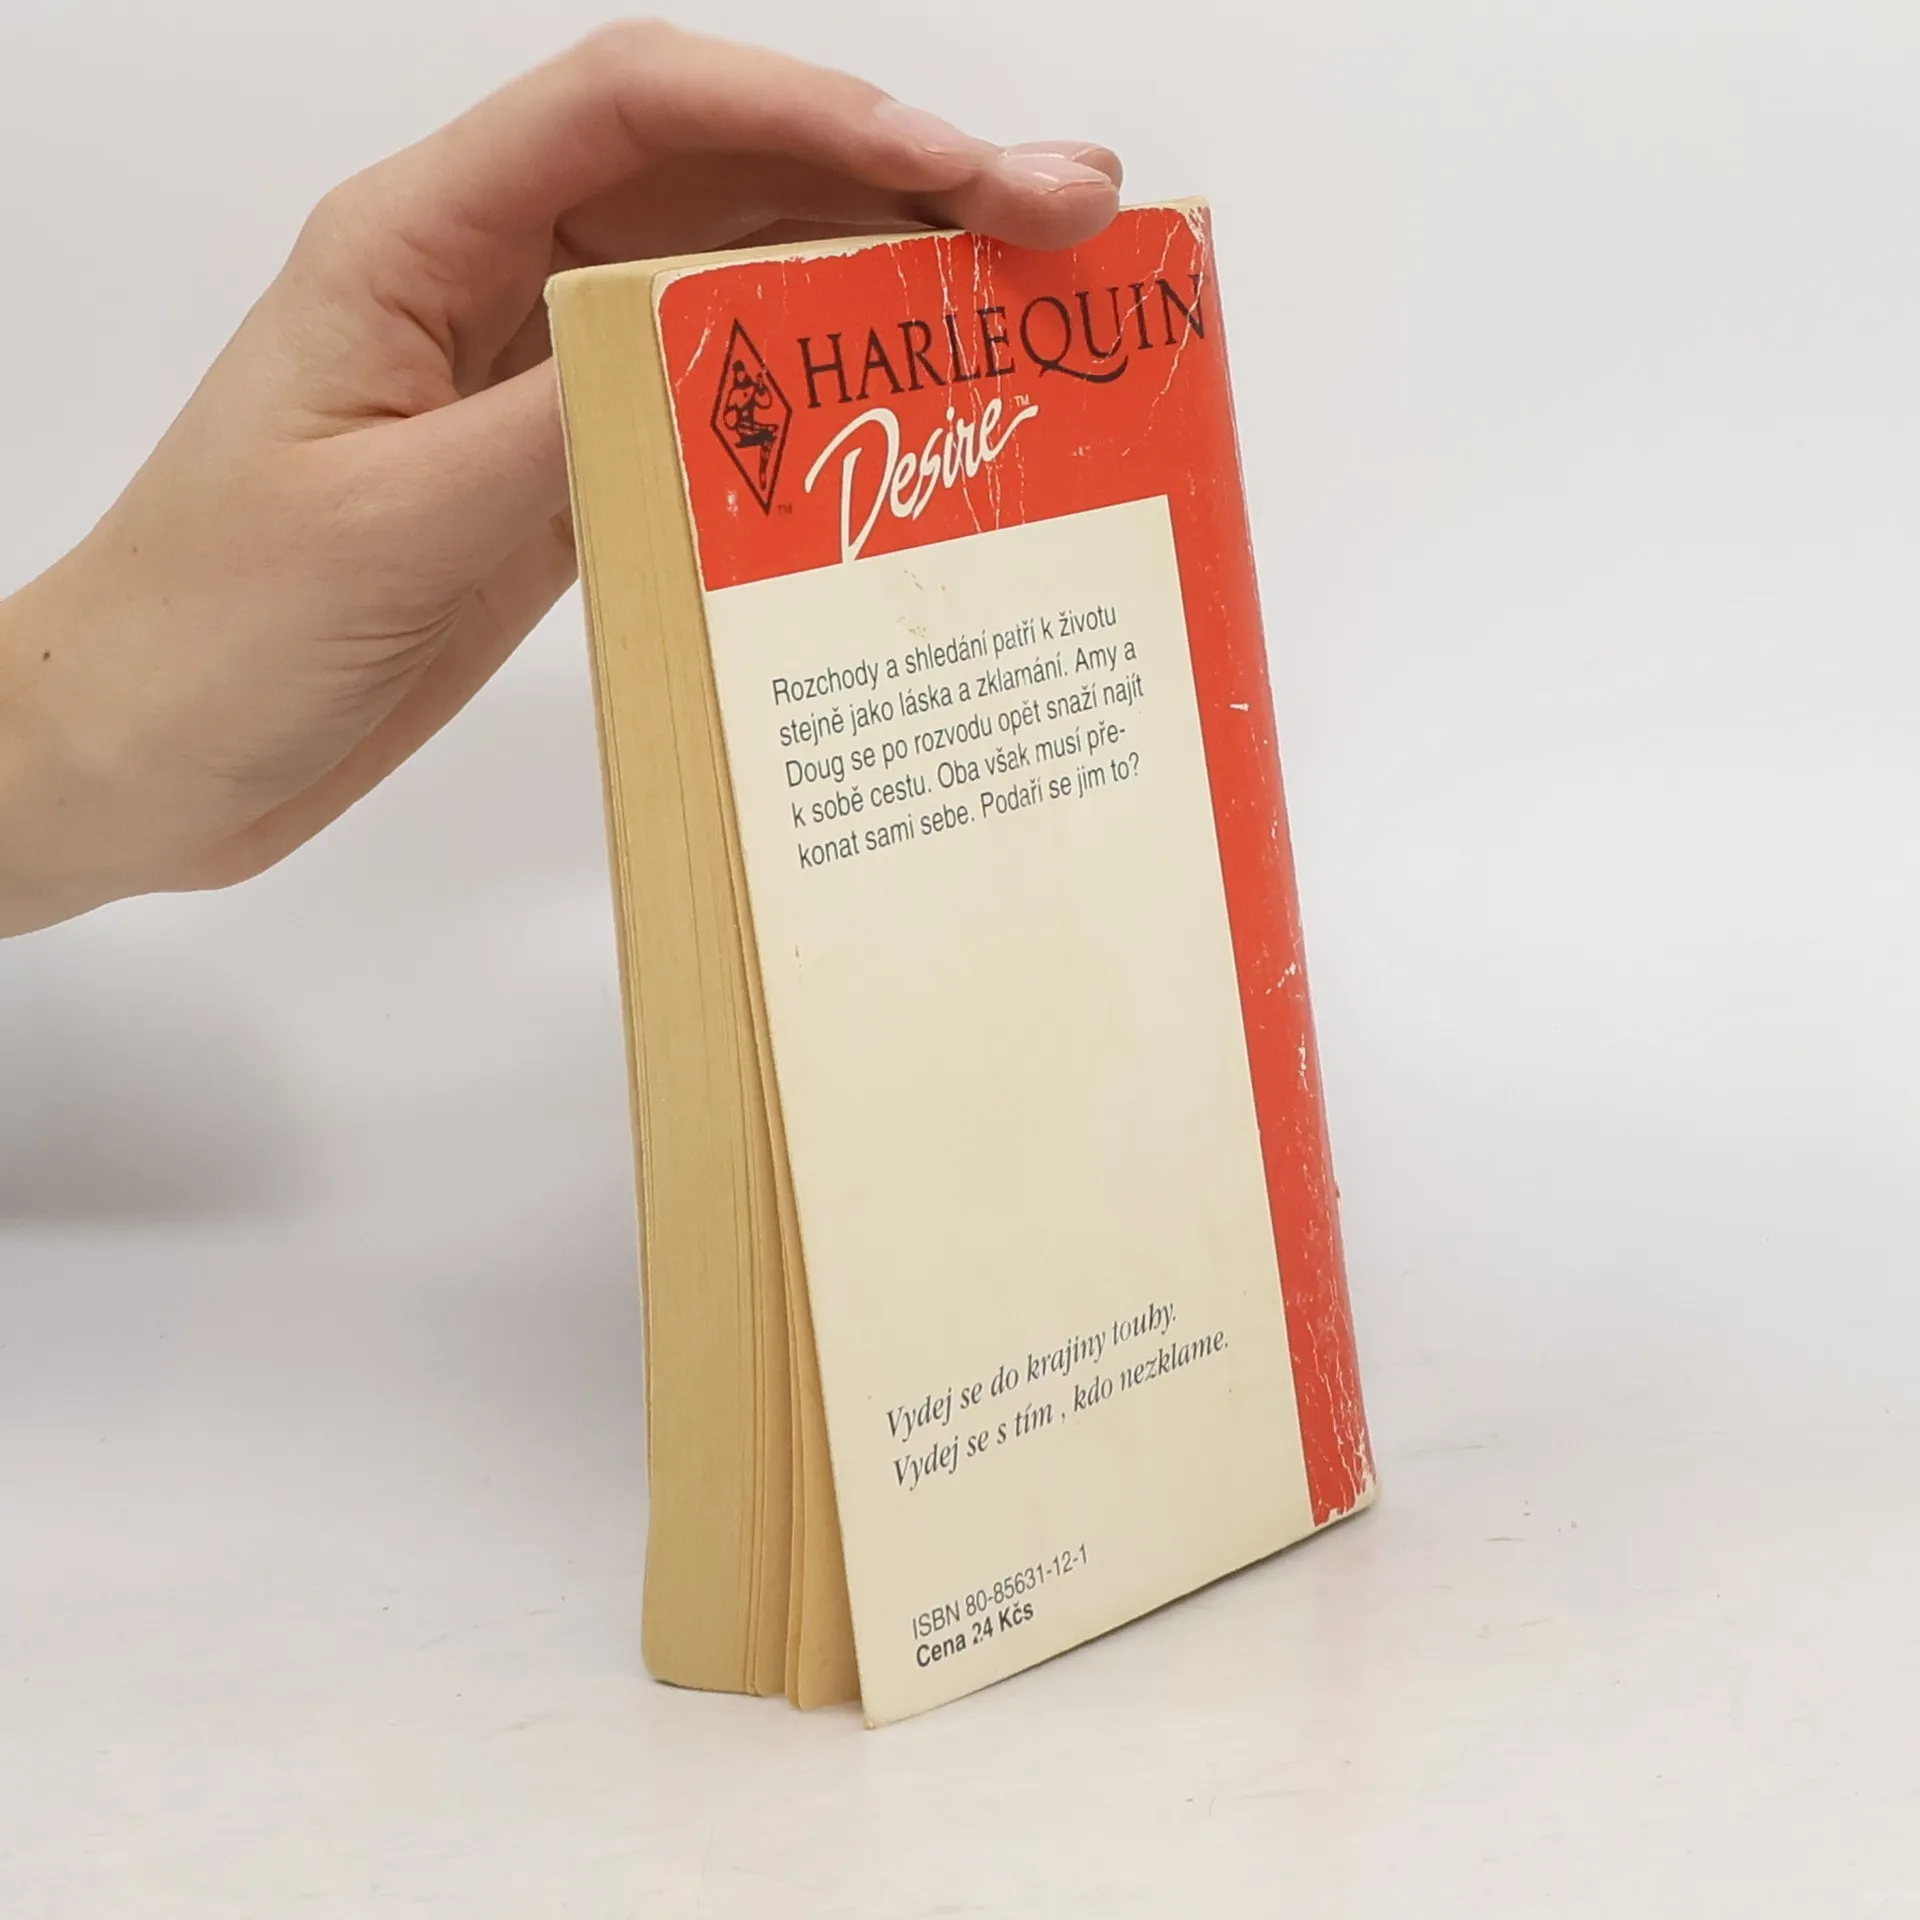 HARLEQUIN
Desire™
™
Rozchody a shledání patří k životu
stejně jako láska a zklamání. Amy a
Doug se po rozvodu opět snaží najít
k sobě cestu. Oba však musí pře-
konat sami sebe. Podaří se jim to?
Vydej se do krajiny touhy.
Vydej se s tím , kdo nezklame.
ISBN 80-85631-12-1
Cena 24 Kčs